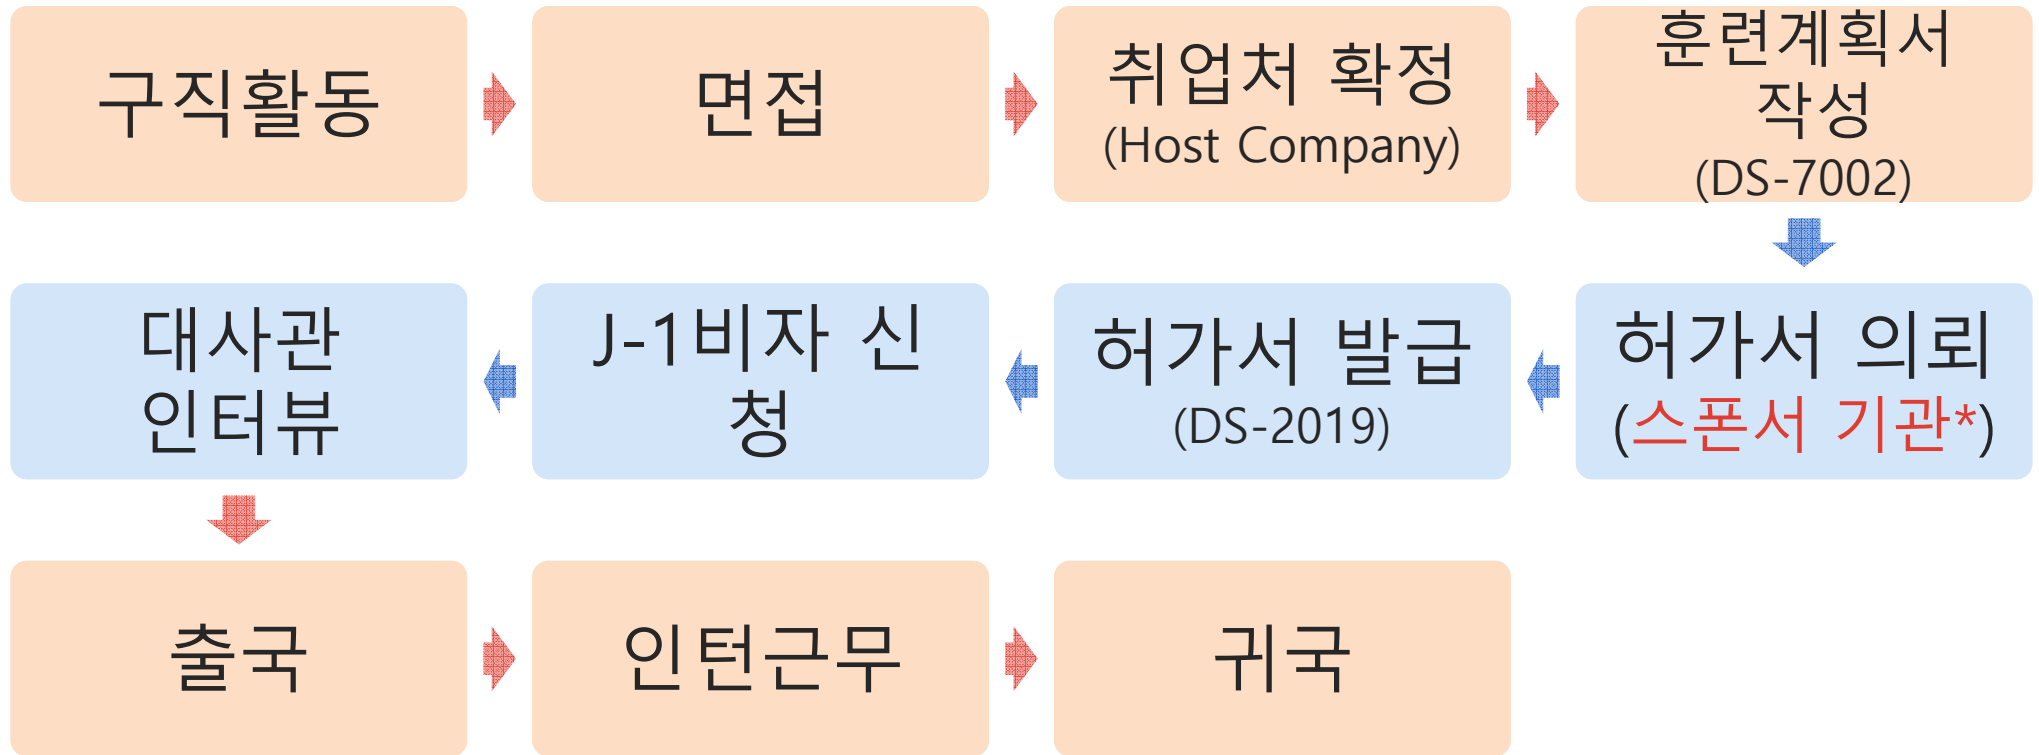 구직활동
면접
취업처 확정
(Host Company)
훈련계획서
작성
(DS-7002)
허가서 의뢰
(스폰서 기관*)
허가서 발급
(DS-2019)
J-1비자 신
청
대사관
인터뷰
출국
인턴근무
귀국